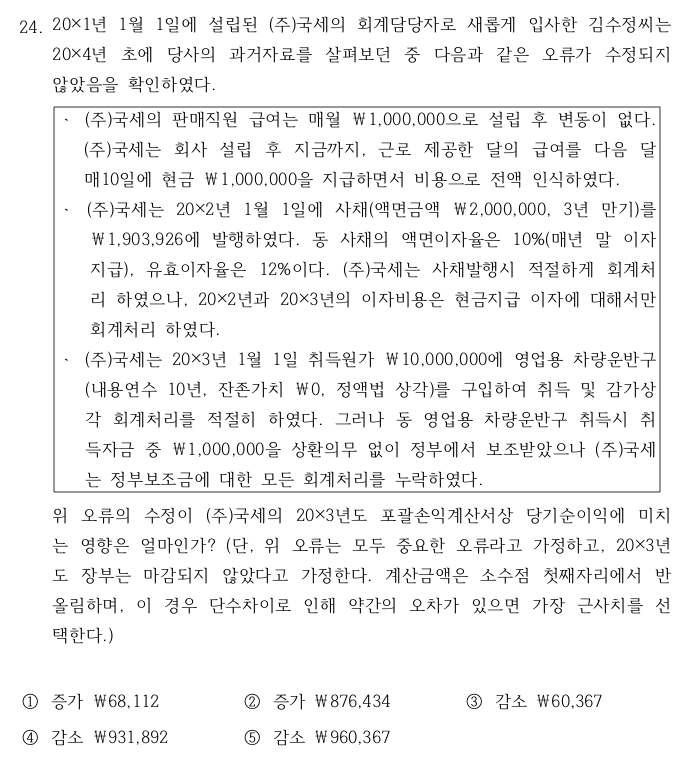 24. 20×1년 1월 1일에 설립된 (주)국세의 회계담당자로 새롭게 입사한 김수정씨는
20×4년 초에 당사의 과거자료를 살펴보던 중 다음과 같은 오류가 수정되지
않았음을 확인하였다.
、 (주)국세의 판매직원 급여는 매월 ₩1,000,000으로 설립 후 변동이 없다.
(주)국세는 회사 설립 후 지금까지, 근로 제공한 달의 급여를 다음 달
매10일에 현금 ₩1,000,000을 지급하면서 비용으로 전액 인식하였다.
、 (주)국세는 20×2년 1월 1일에 사채(액면금액 ₩2,000,000, 3년 만기)를
₩1,903,926에 발행하였다. 동 사채의 액면이자율은 10%(매년 말 이자
지급), 유효이자율은 12%이다. (주)국세는 사채발행시 적절하게 회계처
리 하였으나, 20×2년과 20×3년의 이자비용은 현금지급 이자에 대해서만
회계처리 하였다.
、 (주)국세는 20×3년 1월 1일 취득원가 ₩10,000,000에 영업용 차량운반구
(내용연수 10년, 잔존가치 ₩0, 정액법 상각)를 구입하여 취득 및 감가상
각 회계처리를 적절히 하였다. 그러나 동 영업용 차량운반구 취득시 취
득자금 중 ₩1,000,000을 상환의무 없이 정부에서 보조받았으나 (주)국세
는 정부보조금에 대한 모든 회계처리를 누락하였다.
위 오류의 수정이 (주)국세의 20×3년도 포괄손익계산서상 당기순이익에 미치
는 영향은 얼마인가? (단, 위 오류는 모두 중요한 오류라고 가정하고, 20×3년
도 장부는 마감되지 않았다고 가정한다. 계산금액은 소수점 첫째자리에서 반
올림하며, 이 경우 단수차이로 인해 약간의 오차가 있으면 가장 근사치를 선
택한다.)
① 증가 ₩68,112 ② 증가 ₩876,434 ③ 감소 ₩60,367
④ 감소 ₩931,892 ⑤ 감소 ₩960,367